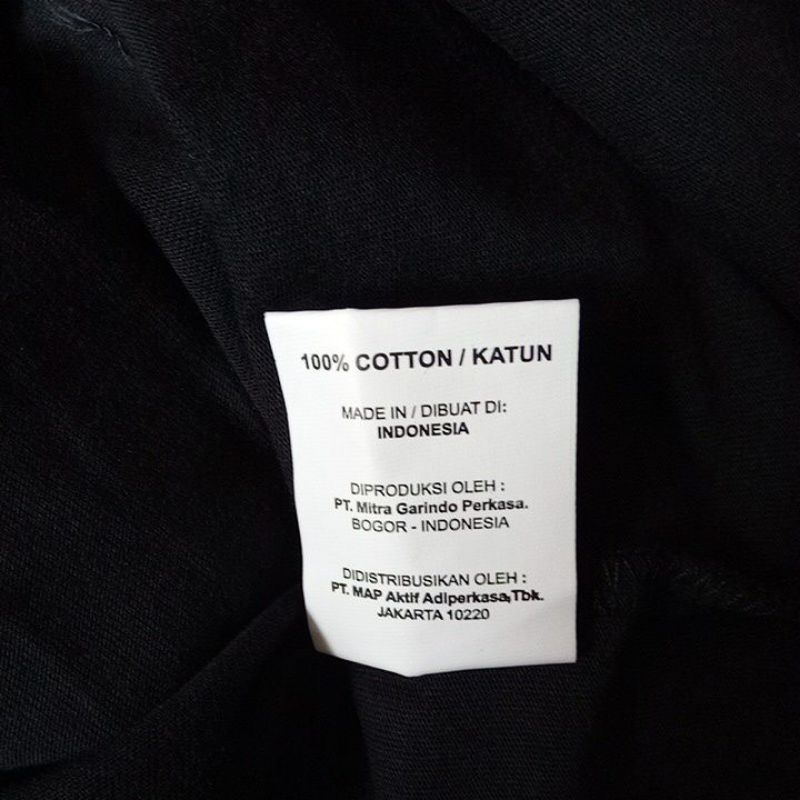 100% COTTON / KATUN
MADE IN / DIBUAT DI:
INDONESIA
DIPRODUKSI OLEH :
PT. Mitra Garindo Perkasa.
BOGOR - INDONESIA
DIDISTRIBUSIKAN OLEH :
PT. MAP Aktif Adiperkasa,Tbk.
JAKARTA 10220